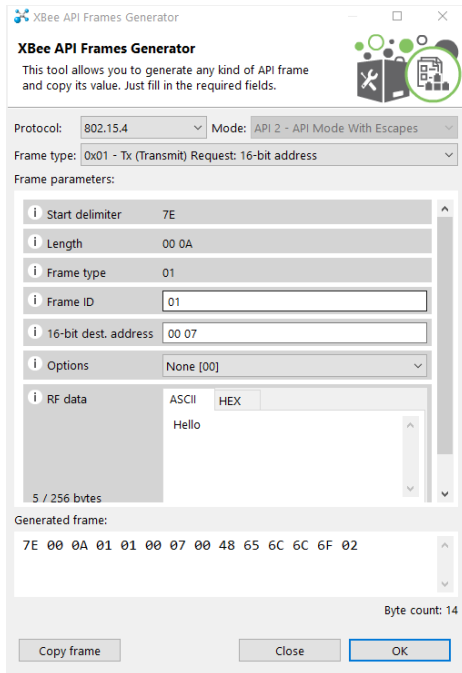 XBee API Frames Generator
XBee API Frames Generator
This tool allows you to generate any kind of API frame
and copy its value. Just fill in the required fields.
Protocol: 802.15.4 Mode: API 2 - API Mode With Escapes
Frame type: 0x01 - Tx (Transmit) Request: 16-bit address
Frame parameters:
i Start delimiter 7E
i Length 00 0A
i Frame type 01
i Frame ID 01
i 16-bit dest. address 00 07
i Options None [00]
i RF data ASCII HEX
Hello
5 / 256 bytes
Generated frame:
7E 00 0A 01 01 00 07 00 48 65 6C 6C 6F 02
Byte count: 14
Copy frame Close OK